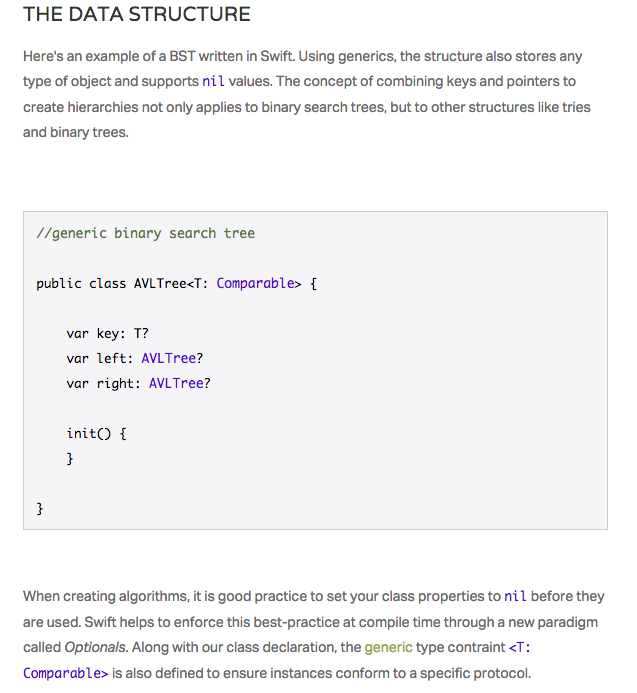 THE DATA STRUCTURE
Here's an example of a BST written in Swift. Using generics, the structure also stores any
type of object and supports nil values. The concept of combining keys and pointers to
create hierarchies not only applies to binary search trees, but to other structures like tries
and binary trees.
//generic binary search tree
public class AVLTree<T: Comparable> {
var key: T?
var left: AVLTree?
var right: AVLTree?
init() {
}
}
When creating algorithms, it is good practice to set your class properties to nil before they
are used. Swift helps to enforce this best-practice at compile time through a new paradigm
called Optionals. Along with our class declaration, the generic type contraint <T:
Comparable> is also defined to ensure instances conform to a specific protocol.